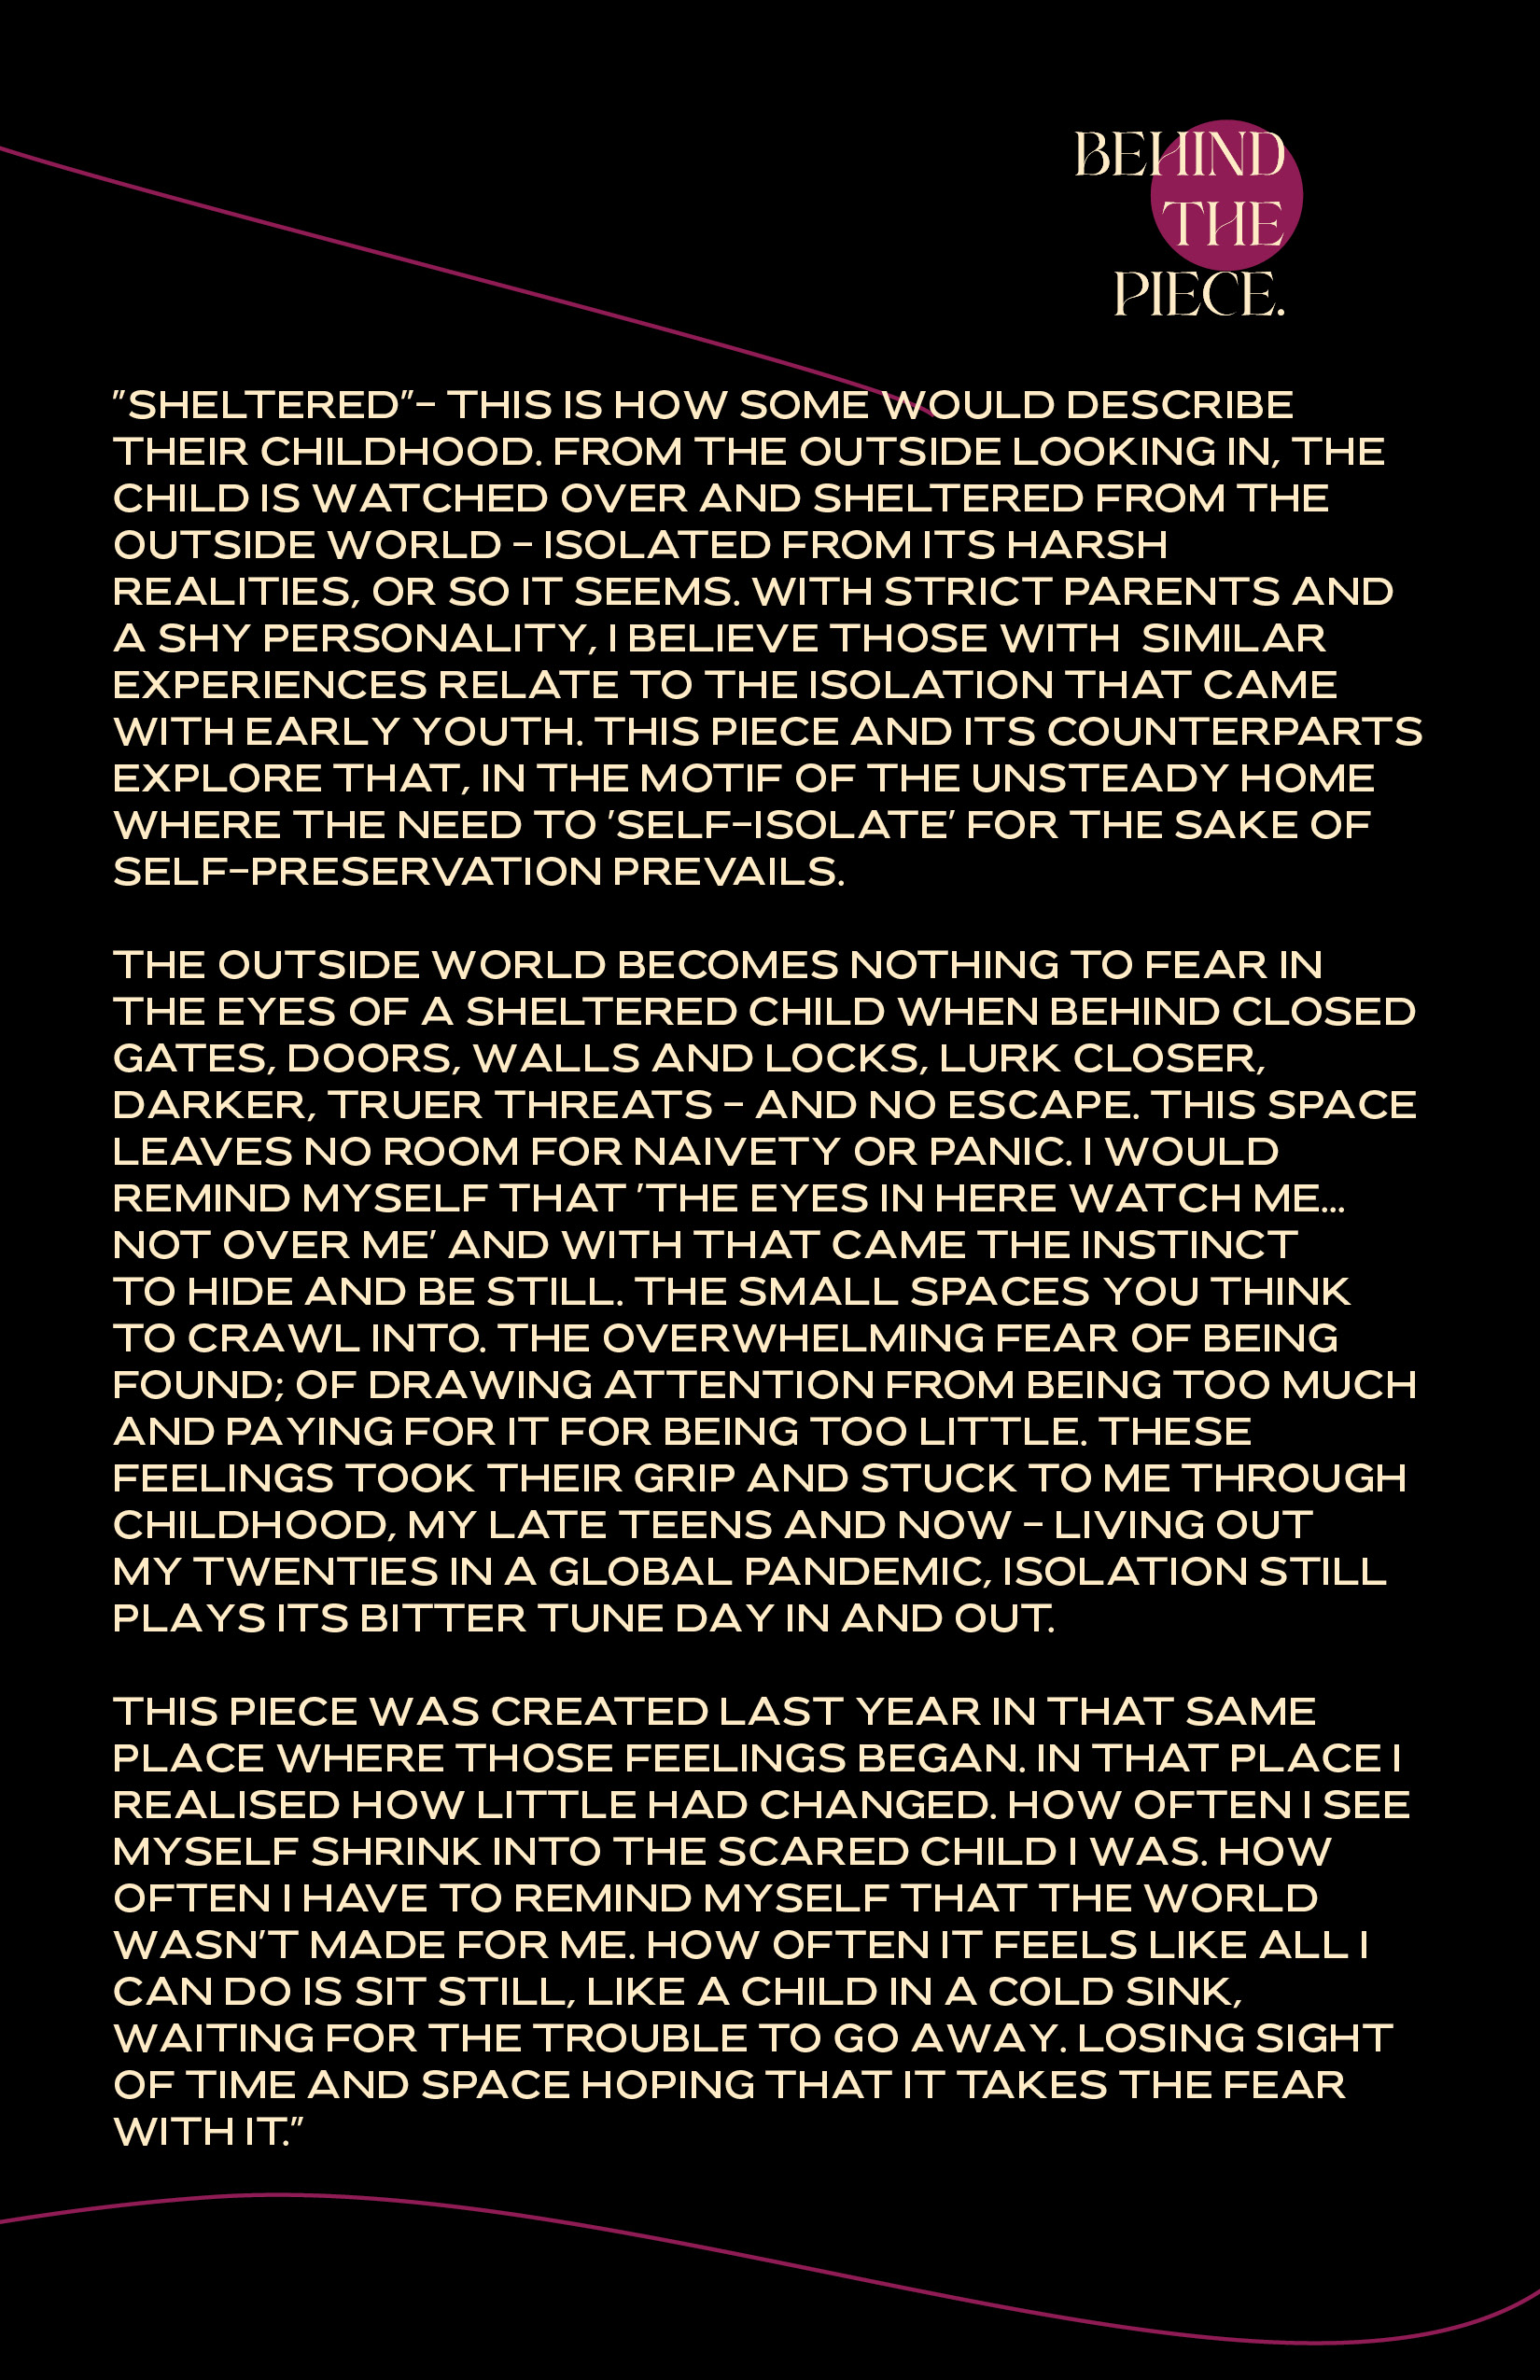 BEHIND
THE
PIECE.
"SHELTERED"- THIS IS HOW SOME WOULD DESCRIBE
THEIR CHILDHOOD. FROM THE OUTSIDE LOOKING IN, THE
CHILD IS WATCHED OVER AND SHELTERED FROM THE
OUTSIDE WORLD - ISOLATED FROM ITS HARSH
REALITIES, OR SO IT SEEMS. WITH STRICT PARENTS AND
A SHY PERSONALITY, I BELIEVE THOSE WITH  SIMILAR
EXPERIENCES RELATE TO THE ISOLATION THAT CAME
WITH EARLY YOUTH. THIS PIECE AND ITS COUNTERPARTS
EXPLORE THAT, IN THE MOTIF OF THE UNSTEADY HOME
WHERE THE NEED TO 'SELF-ISOLATE' FOR THE SAKE OF
SELF-PRESERVATION PREVAILS.
THE OUTSIDE WORLD BECOMES NOTHING TO FEAR IN
THE EYES OF A SHELTERED CHILD WHEN BEHIND CLOSED
GATES, DOORS, WALLS AND LOCKS, LURK CLOSER,
DARKER, TRUER THREATS - AND NO ESCAPE. THIS SPACE
LEAVES NO ROOM FOR NAIVETY OR PANIC. I WOULD
REMIND MYSELF THAT 'THE EYES IN HERE WATCH ME...
NOT OVER ME' AND WITH THAT CAME THE INSTINCT
TO HIDE AND BE STILL. THE SMALL SPACES YOU THINK
TO CRAWL INTO. THE OVERWHELMING FEAR OF BEING
FOUND; OF DRAWING ATTENTION FROM BEING TOO MUCH
AND PAYING FOR IT FOR BEING TOO LITTLE. THESE
FEELINGS TOOK THEIR GRIP AND STUCK TO ME THROUGH
CHILDHOOD, MY LATE TEENS AND NOW - LIVING OUT
MY TWENTIES IN A GLOBAL PANDEMIC, ISOLATION STILL
PLAYS ITS BITTER TUNE DAY IN AND OUT.
THIS PIECE WAS CREATED LAST YEAR IN THAT SAME
PLACE WHERE THOSE FEELINGS BEGAN. IN THAT PLACE I
REALISED HOW LITTLE HAD CHANGED. HOW OFTEN I SEE
MYSELF SHRINK INTO THE SCARED CHILD I WAS. HOW
OFTEN I HAVE TO REMIND MYSELF THAT THE WORLD
WASN'T MADE FOR ME. HOW OFTEN IT FEELS LIKE ALL I
CAN DO IS SIT STILL, LIKE A CHILD IN A COLD SINK,
WAITING FOR THE TROUBLE TO GO AWAY. LOSING SIGHT
OF TIME AND SPACE HOPING THAT IT TAKES THE FEAR
WITH IT."